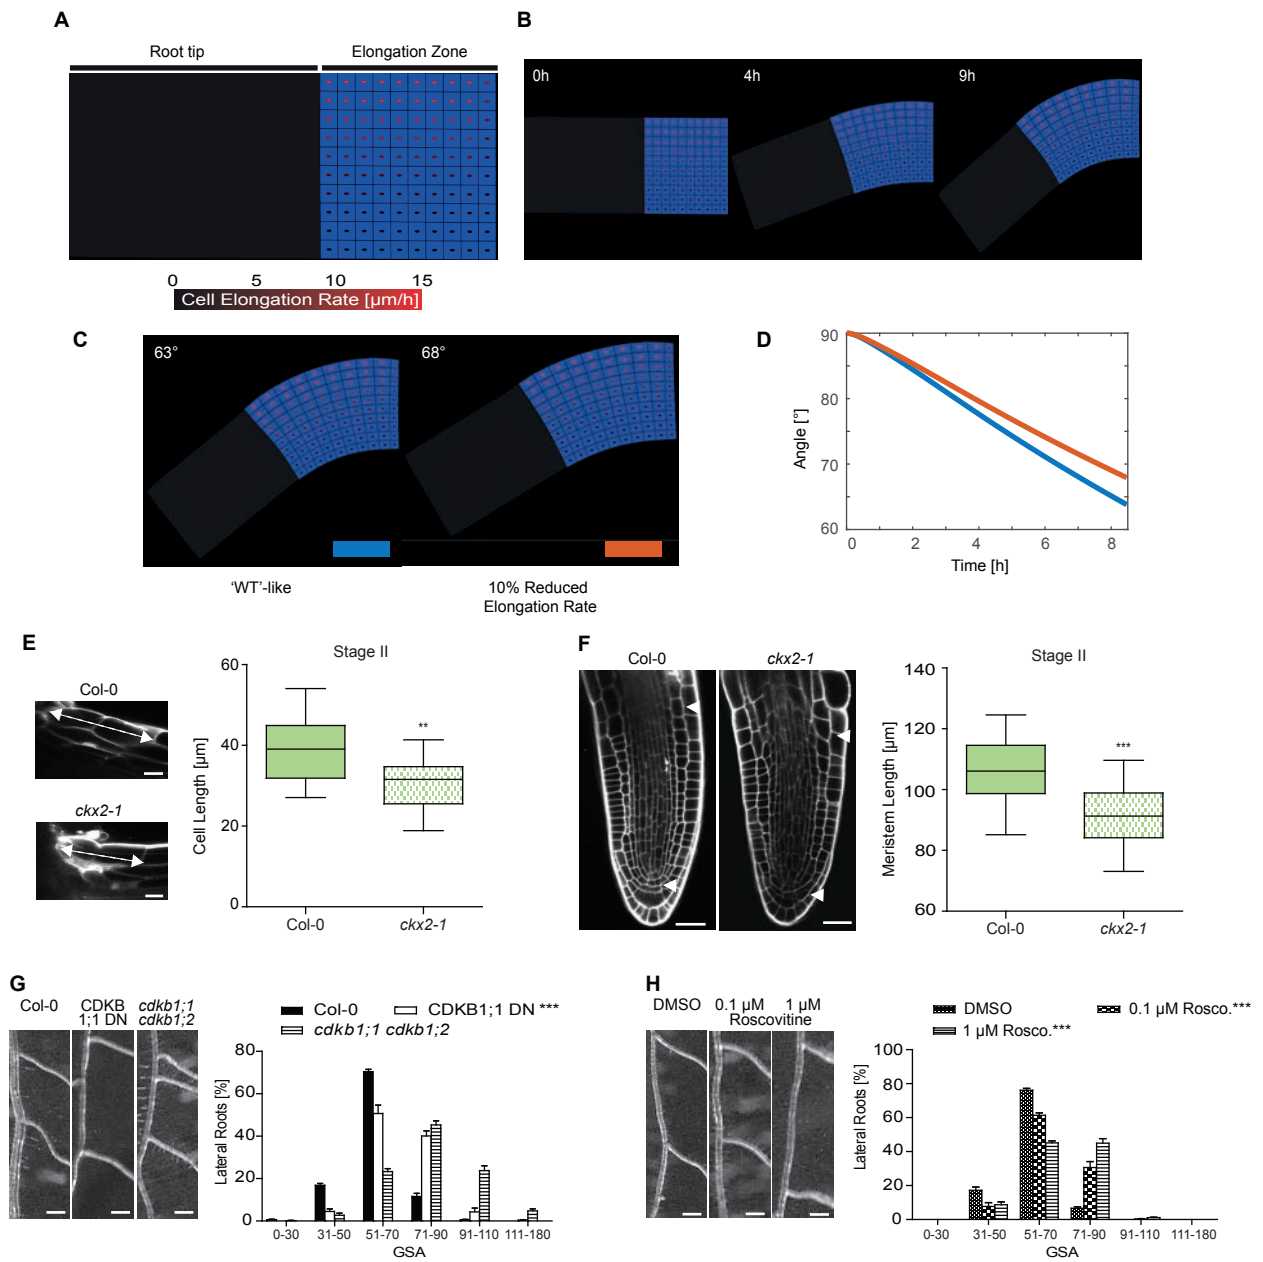 A
Root tip
Elongation Zone
0
5
10
15
Cell Elongation Rate [µm/h]
B
0h
4h
9h
C
63°
68°
'WT'-like
10% Reduced
Elongation Rate
D
90
80
70
60
Angle [°]
0
2
4
6
8
Time [h]
E
Col-0
ckx2-1
Stage II
60
40
20
0
Cell Length [µm]
**
Col-0
ckx2-1
F
Col-0
ckx2-1
Stage II
140
120
100
80
60
Meristem Length [µm]
***
Col-0
ckx2-1
G
Col-0
CDKB
1;1 DN
cdkb1;1
cdkb1;2
Col-0
CDKB1;1 DN ***
cdkb1;1 cdkb1;2
80
60
40
20
0
Lateral Roots [%]
0-30
31-50
51-70
71-90
91-110
111-180
GSA
H
DMSO
0.1 µM
1 µM
Roscovitine
DMSO
0.1 µM Rosco.***
1 µM Rosco.***
100
80
60
40
20
0
Lateral Roots [%]
0-30
31-50
51-70
71-90
91-110
111-180
GSA